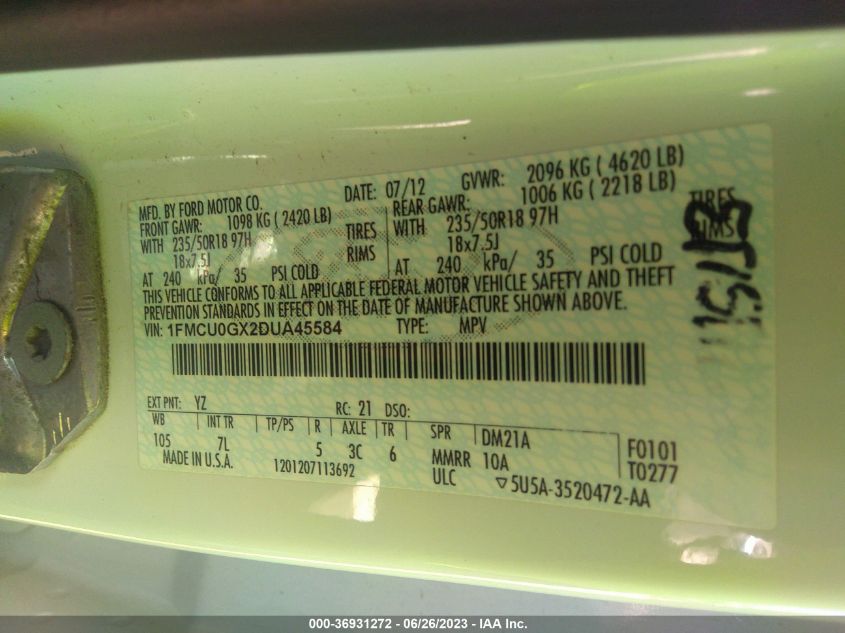 MFD. BY FORD MOTOR CO.
DATE: 07/12
GVWR: 2096 KG ( 4620 LB)
FRONT GAWR: 1098 KG ( 2420 LB)
REAR GAWR: 1006 KG ( 2218 LB)
WITH 235/50R18 97H TIRES
WITH 235/50R18 97H TIRES
18x7.5J RIMS
18x7.5J RIMS
AT 240 kPa/ 35 PSI COLD
AT 240 kPa/ 35 PSI COLD
THIS VEHICLE CONFORMS TO ALL APPLICABLE FEDERAL MOTOR VEHICLE SAFETY AND THEFT
PREVENTION STANDARDS IN EFFECT ON THE DATE OF MANUFACTURE SHOWN ABOVE.
VIN: 1FMCU0GX2DUA45584 TYPE: MPV
EXT PNT: YZ RC: 21 DSO:
WB INT TR TP/PS R AXLE TR SPR DM21A F0101
105 7L 5 3C 6 MMRR 10A T0277
MADE IN U.S.A. 1201207113692 ULC ▽5U5A-3520472-AA
000-36931272 - 06/26/2023 - IAA Inc.